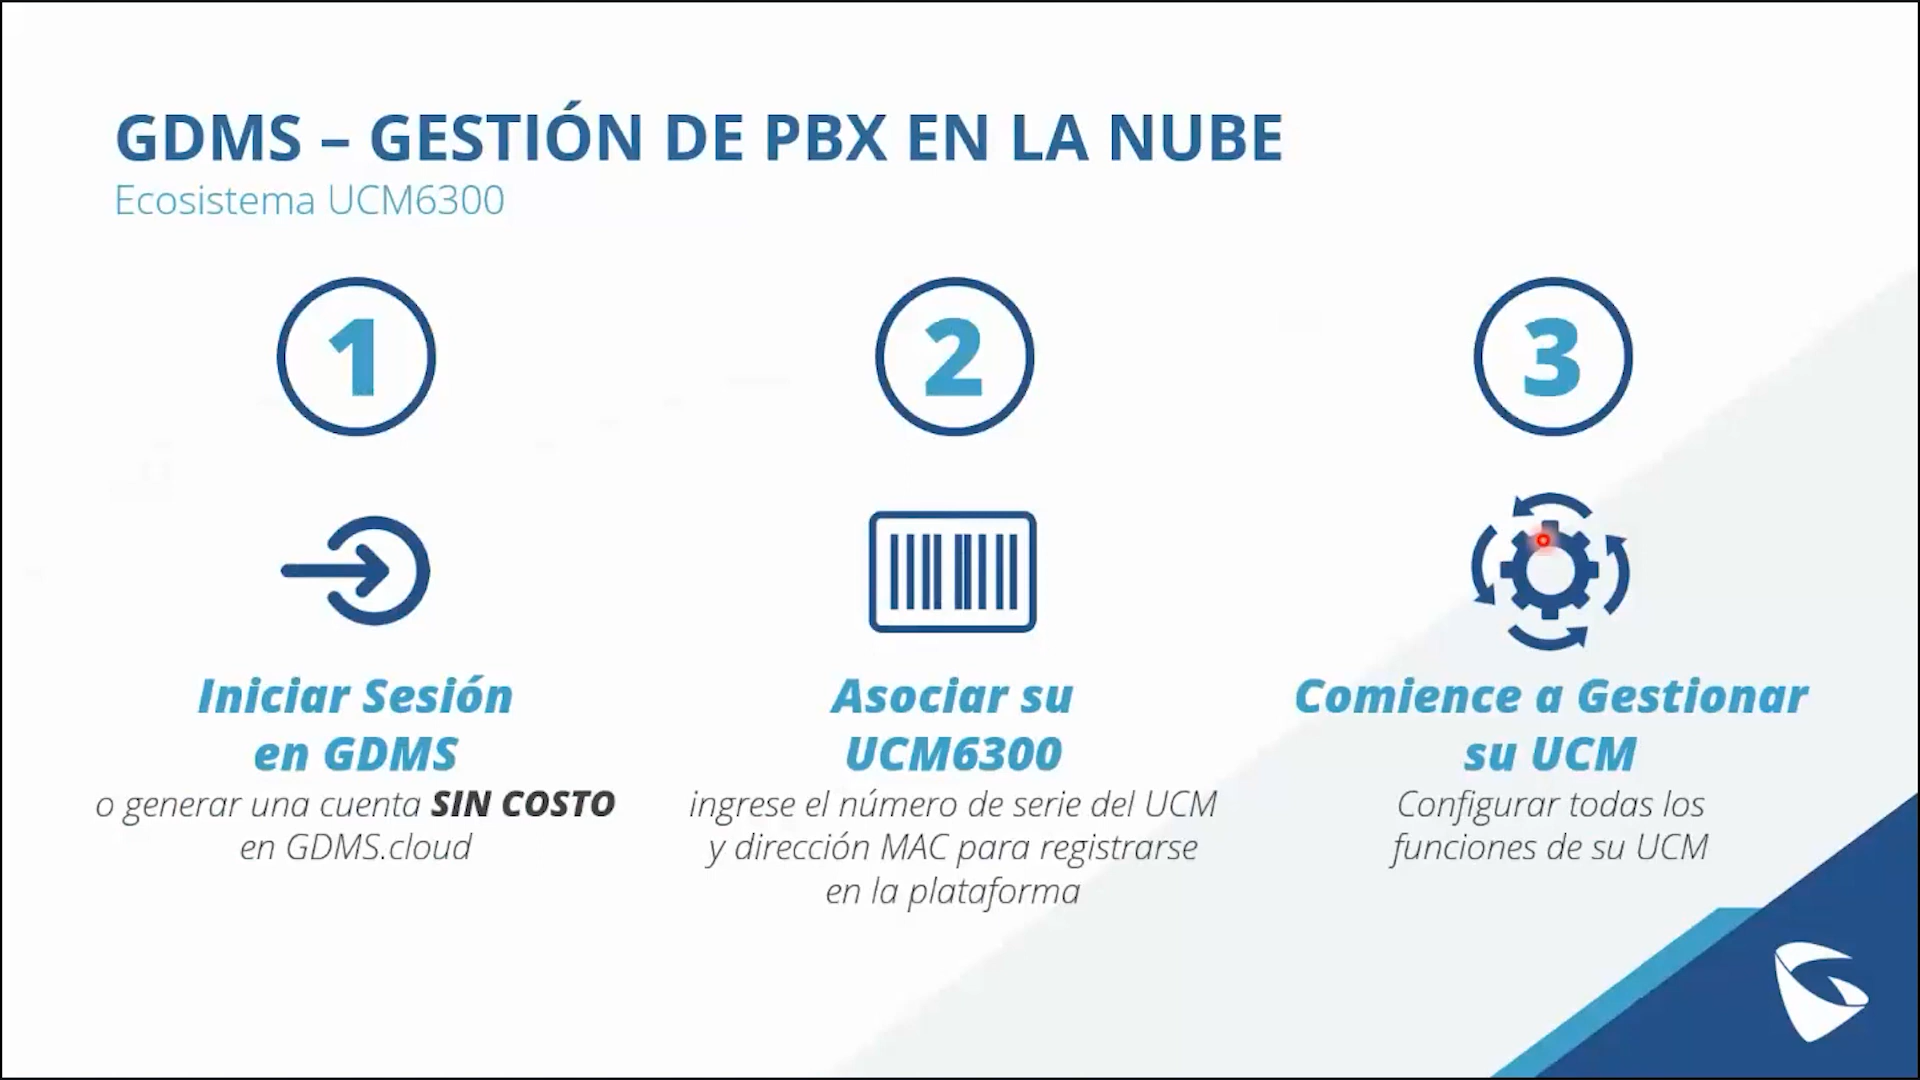 GDMS – GESTIÓN DE PBX EN LA NUBE
Ecosistema UCM6300
1
2
3
Iniciar Sesión
en GDMS
o generar una cuenta SIN COSTO
en GDMS.cloud
Asociar su
UCM6300
ingrese el número de serie del UCM
y dirección MAC para registrarse
en la plataforma
Comience a Gestionar
su UCM
Configurar todas los
funciones de su UCM